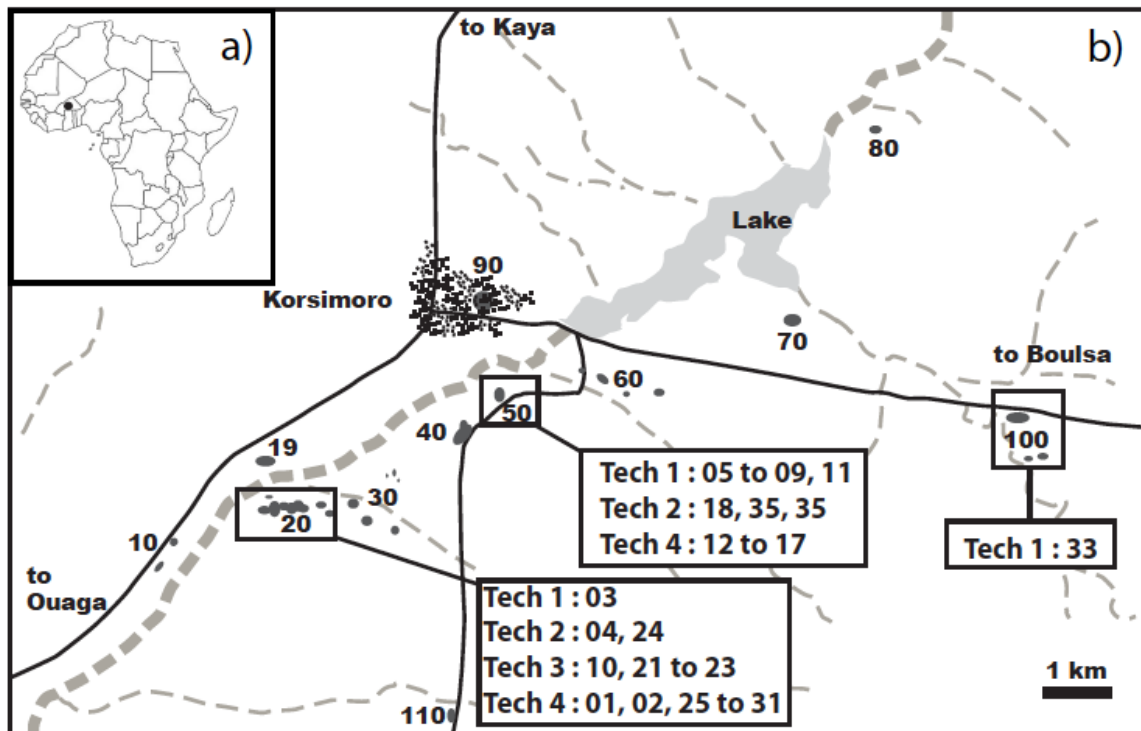 a)
to Kaya
b)
80
Lake
90
Korsimoro
70
to Boulsa
60
50
40
100
19
30
20
10
Tech 1 : 05 to 09, 11
Tech 2 : 18, 35, 35
Tech 4 : 12 to 17
Tech 1 : 33
to
Ouaga
Tech 1 : 03
Tech 2 : 04, 24
Tech 3 : 10, 21 to 23
Tech 4 : 01, 02, 25 to 31
1 km
110